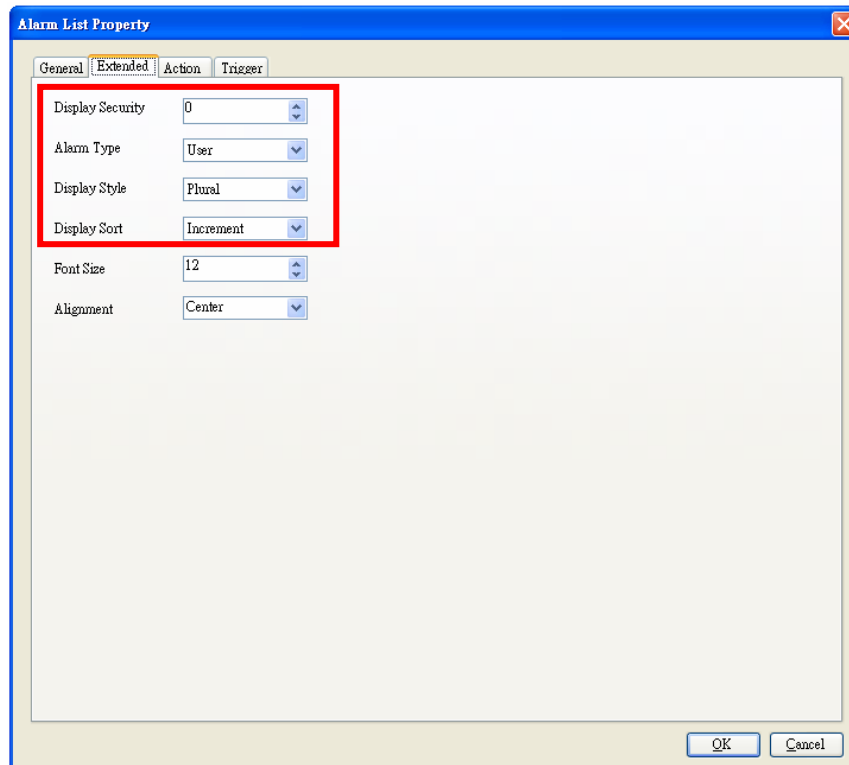 Alarm List Property
General Extended Action Trigger
Display Security 0
Alarm Type User
Display Style Plural
Display Sort Increment
Font Size 12
Alignment Center
OK Cancel